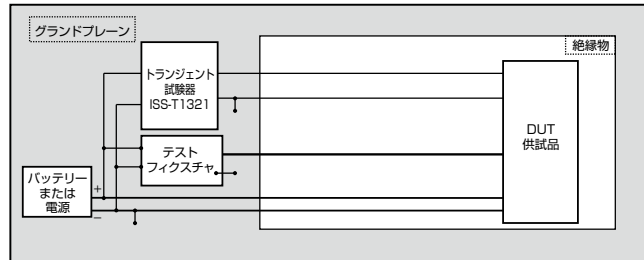 グランドプレーン
絶縁物
トランジェント
試験器
ISS-T1321
DUT
供試品
テスト
フィクスチャ
バッテリー
または
電源
+
−